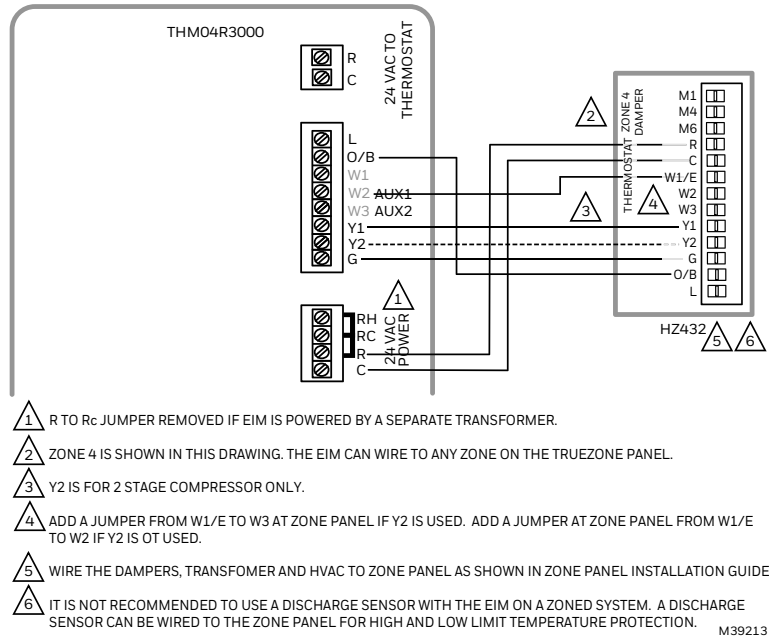 THM04R3000
R
C
24 VAC TO
THERMOSTAT
L
O/B
W1
W2 AUX1
W3 AUX2
Y1
Y2
G
1
RH
RC
R
C
24 VAC
POWER
2
3
4
THERMOSTAT ZONE 4
DAMPER
M1
M4
M6
R
C
W1/E
W2
W3
Y1
Y2
G
O/B
L
HZ432
5
6
1 R TO Rc JUMPER REMOVED IF EIM IS POWERED BY A SEPARATE TRANSFORMER.
2 ZONE 4 IS SHOWN IN THIS DRAWING. THE EIM CAN WIRE TO ANY ZONE ON THE TRUEZONE PANEL.
3 Y2 IS FOR 2 STAGE COMPRESSOR ONLY.
4 ADD A JUMPER FROM W1/E TO W3 AT ZONE PANEL IF Y2 IS USED. ADD A JUMPER AT ZONE PANEL FROM W1/E
TO W2 IF Y2 IS OT USED.
5 WIRE THE DAMPERS, TRANSFOMER AND HVAC TO ZONE PANEL AS SHOWN IN ZONE PANEL INSTALLATION GUIDE
6 IT IS NOT RECOMMENDED TO USE A DISCHARGE SENSOR WITH THE EIM ON A ZONED SYSTEM. A DISCHARGE
SENSOR CAN BE WIRED TO THE ZONE PANEL FOR HIGH AND LOW LIMIT TEMPERATURE PROTECTION.
M39213